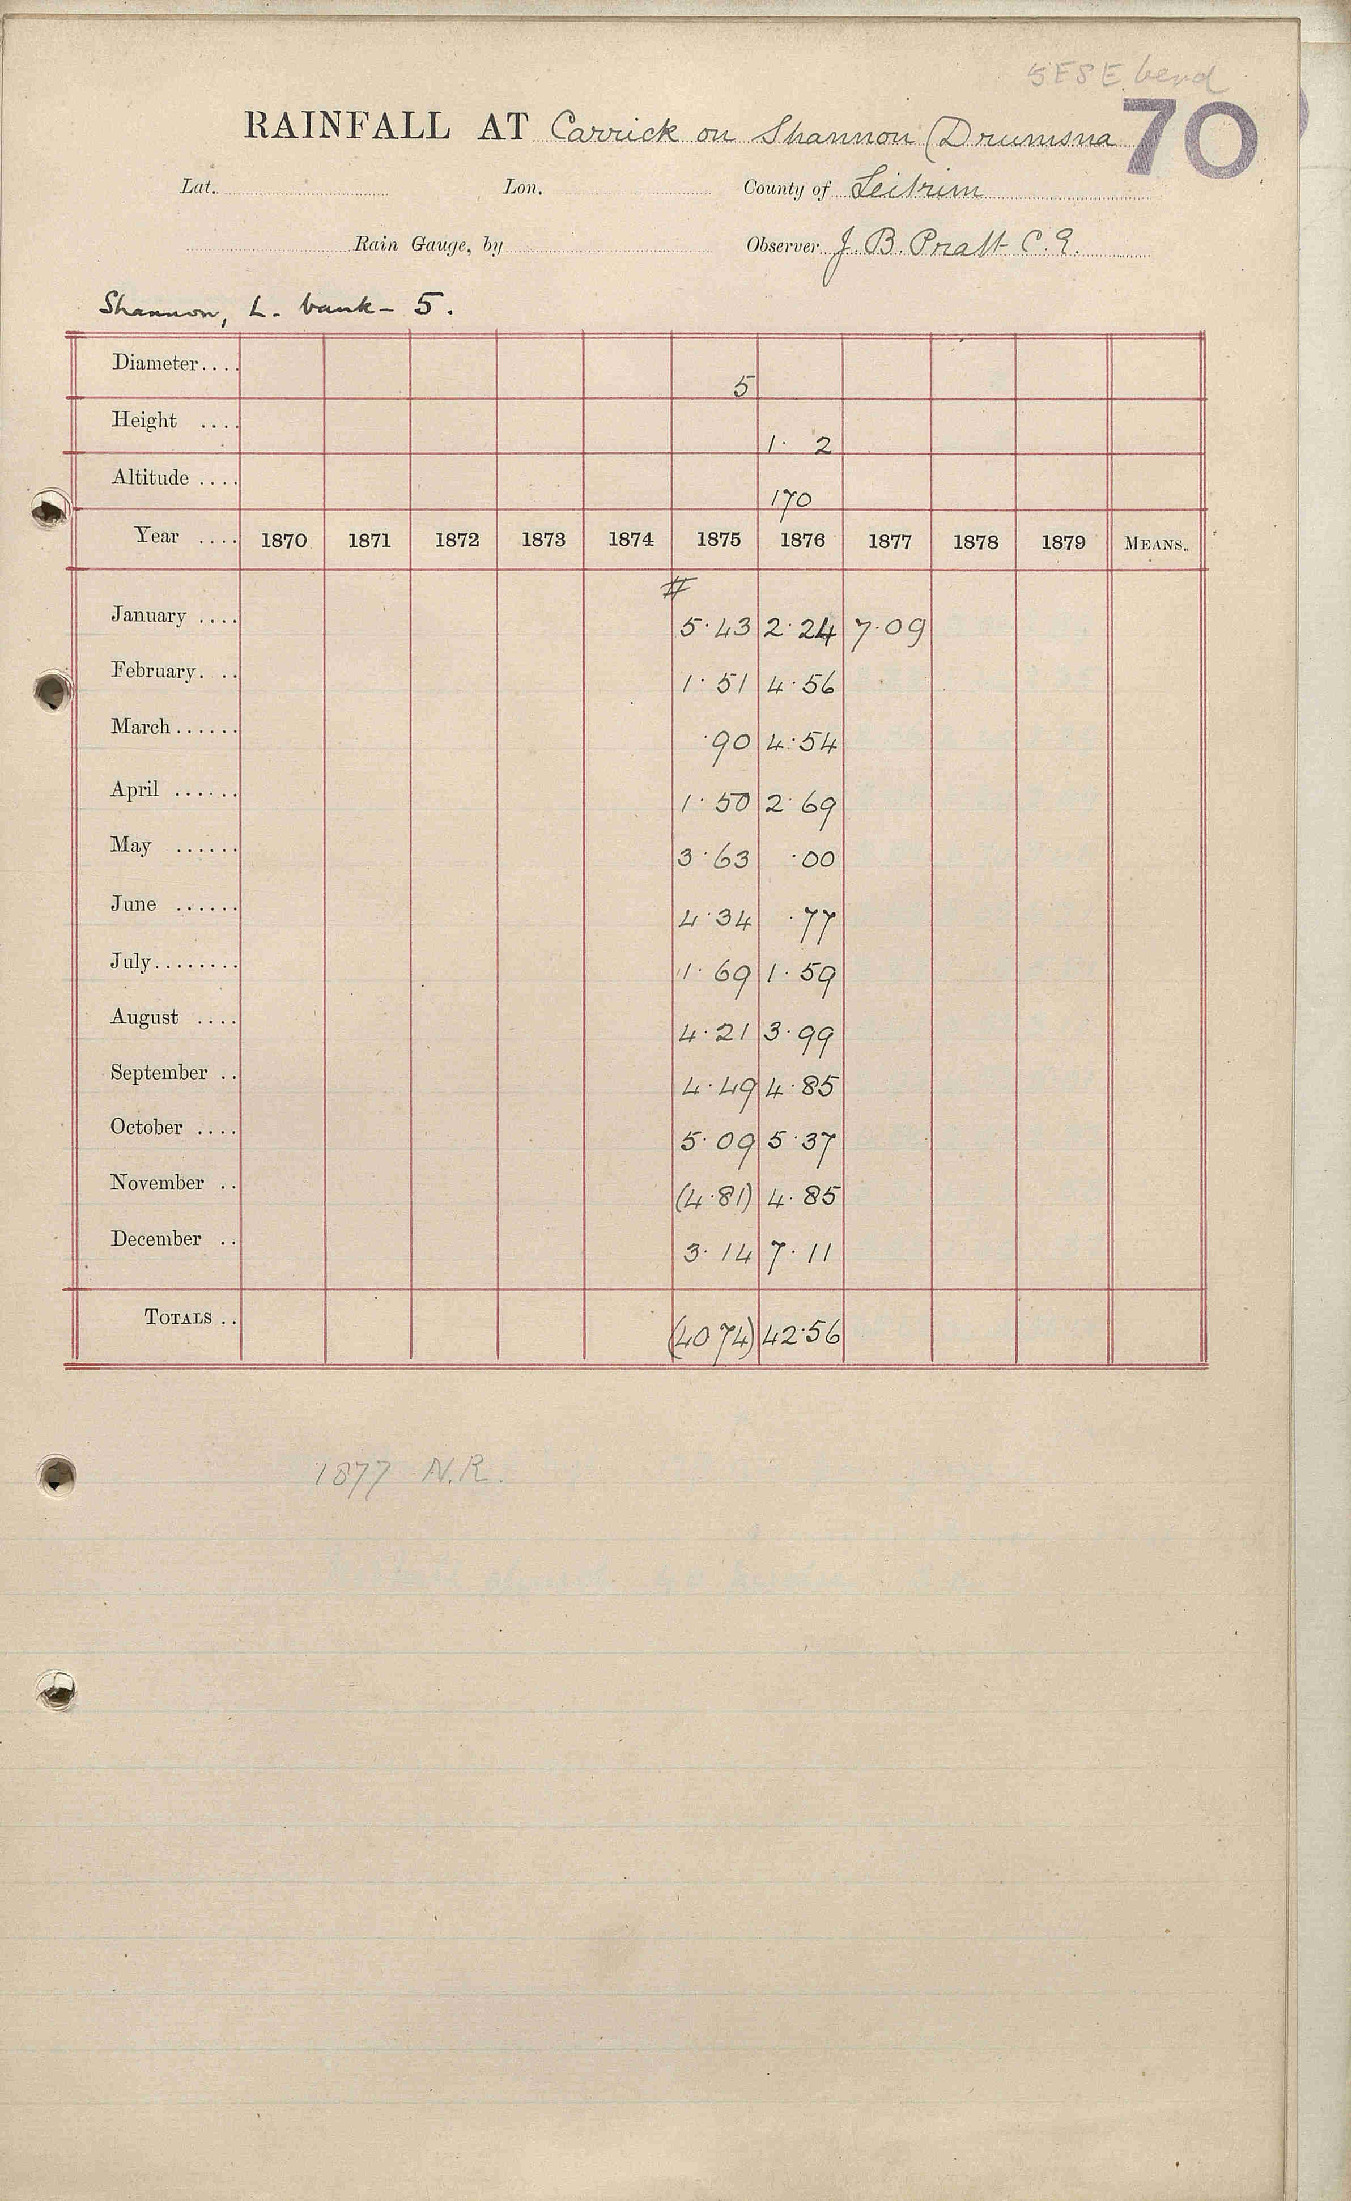 5 E S E bend
RAINFALL AT Carrick on Shannon (Drumsna 70
Lat. Lon. County of Leitrim
Rain Gauge, by Observer J. B. Pratt C.E.
Shannon, L. bank - 5.
Diameter.... 5
Height .... 1. 2
Altitude .... 170
Year .... 1870 1871 1872 1873 1874 1875 1876 1877 1878 1879 MEANS.
#
January .... 5.43 2.24 7.09
February. .. 1.51 4.56
March...... .90 4.54
April ...... 1.50 2.69
May ...... 3.63 .00
June ...... 4.34 .77
July........ 1.69 1.59
August .... 4.21 3.99
September .. 4.49 4.85
October .... 5.09 5.37
November .. (4.81) 4.85
December .. 3.14 7.11
TOTALS .. (40 74) 42.56
1877 N.R.